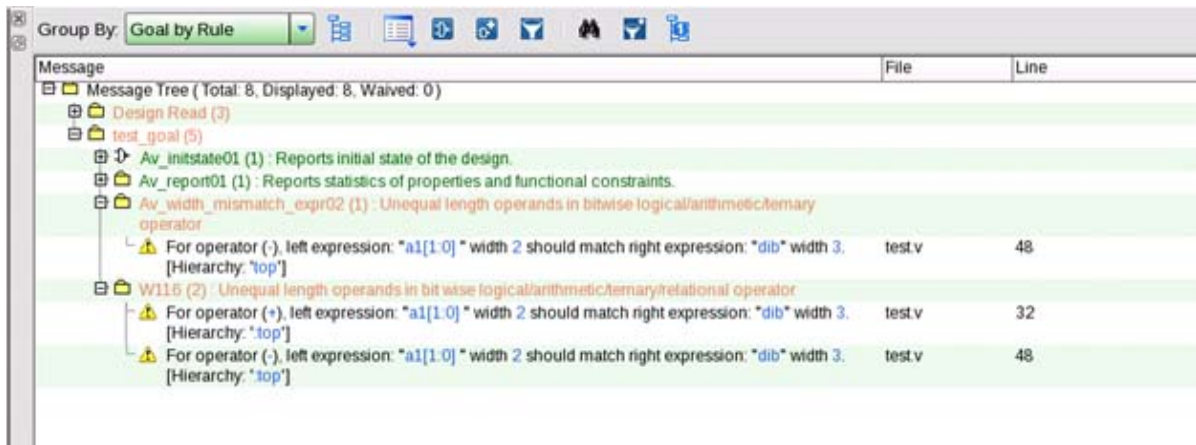 Group By: Goal by Rule
Message File Line
Message Tree ( Total: 8, Displayed: 8, Waived: 0 )
Design Read (3)
test_goal (5)
Av_initstate01 (1) : Reports initial state of the design.
Av_report01 (1) : Reports statistics of properties and functional constraints.
Av_width_mismatch_expr02 (1) : Unequal length operands in bitwise logical/arithmetic/ternary
operator
For operator (-), left expression: "a1[1:0] " width 2 should match right expression: "dib" width 3. test.v 48
[Hierarchy: 'top']
W116 (2) : Unequal length operands in bit wise logical/arithmetic/ternary/relational operator
For operator (+), left expression: "a1[1:0] " width 2 should match right expression: "dib" width 3. test.v 32
[Hierarchy: ':top']
For operator (-), left expression: "a1[1:0] " width 2 should match right expression: "dib" width 3. test.v 48
[Hierarchy: ':top']